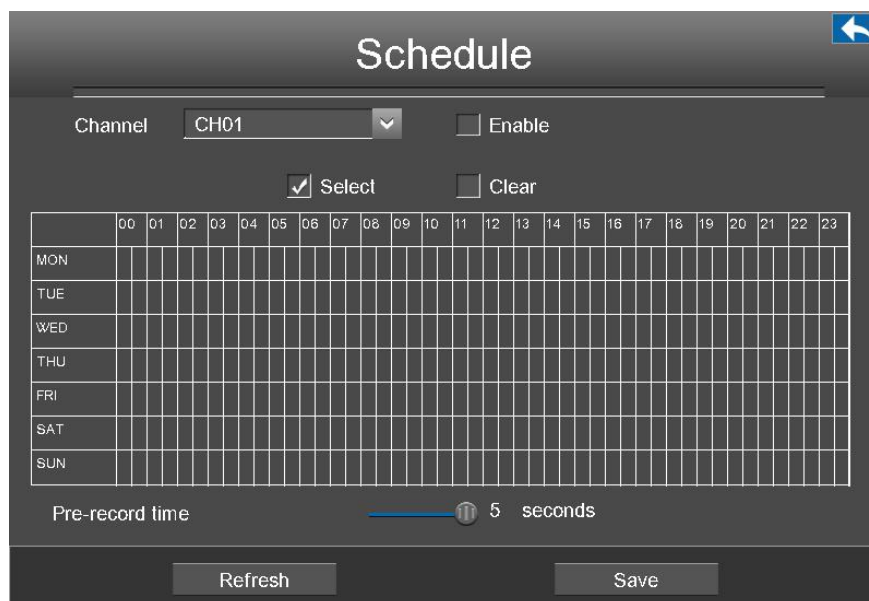 Schedule
Channel CH01 Enable
Select Clear
00 01 02 03 04 05 06 07 08 09 10 11 12 13 14 15 16 17 18 19 20 21 22 23
MON
TUE
WED
THU
FRI
SAT
SUN
Pre-record time 5 seconds
Refresh Save